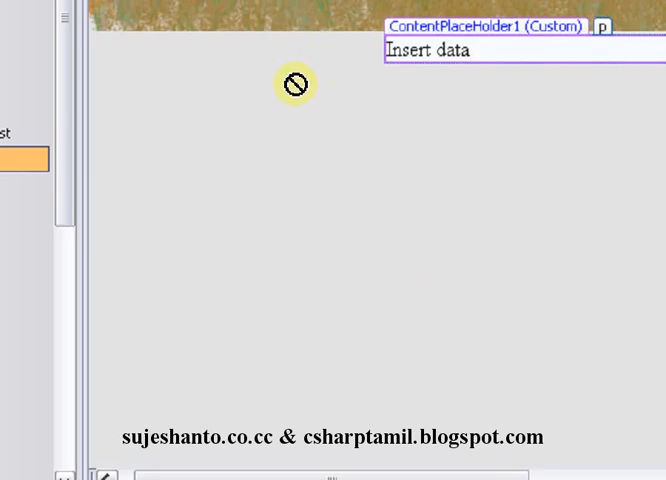 ContentPlaceHolder1 (Custom) p
Insert data
st
sujeshanto.co.cc & csharptamil.blogspot.com